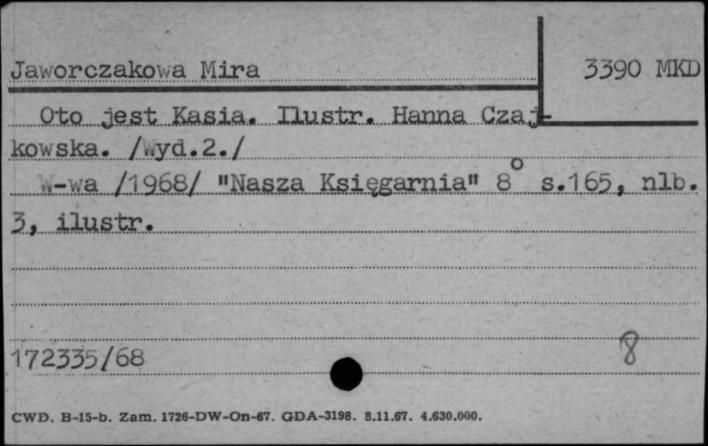 Jaworczakowa Mira 3390 MKD
Oto jest Kasia. Ilustr. Hanna Czaj-
kowska. /Wyd.2./
W-wa /1968/ "Nasza Księgarnia" 8° s.165, nlb.
3, ilustr.
172335/68 8
CWD. B-15-b. Zam. 1726-DW-On-67. GDA-3198. 8.11.67. 4.630.000.